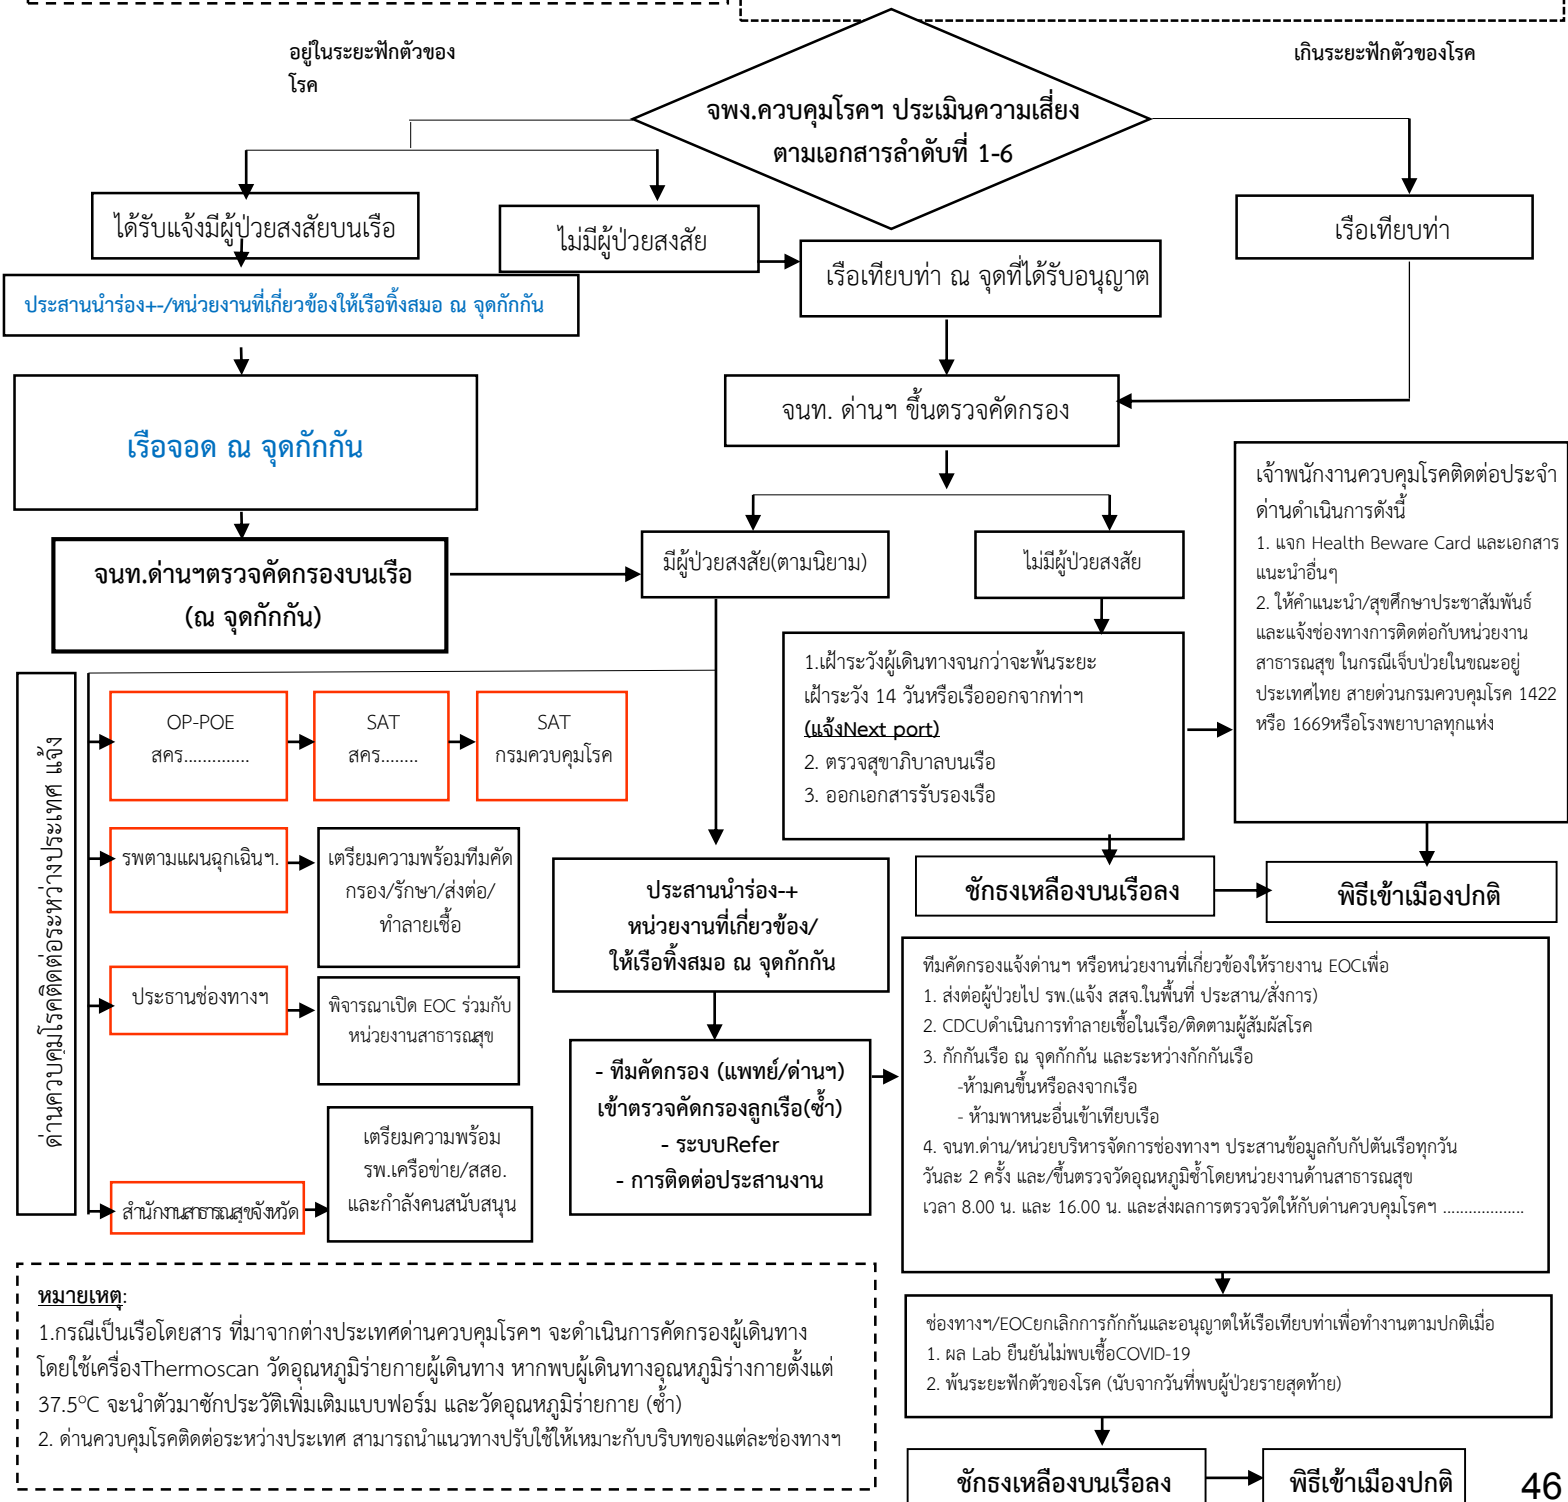 อยู่ในระยะฟักตัวของ
โรค
เกินระยะฟักตัวของโรค
จพง.ควบคุมโรคฯ ประเมินความเสี่ยง
ตามเอกสารลำดับที่ 1-6
ได้รับแจ้งมีผู้ป่วยสงสัยบนเรือ
ไม่มีผู้ป่วยสงสัย
เรือเทียบท่า
เรือเทียบท่า ณ จุดที่ได้รับอนุญาต
ประสานนำร่อง+-/หน่วยงานที่เกี่ยวข้องให้เรือทิ้งสมอ ณ จุดกักกัน
เรือจอด ณ จุดกักกัน
จนท. ด่านฯ ขึ้นตรวจคัดกรอง
จนท.ด่านฯตรวจคัดกรองบนเรือ
(ณ จุดกักกัน)
มีผู้ป่วยสงสัย(ตามนิยาม)
ไม่มีผู้ป่วยสงสัย
เจ้าพนักงานควบคุมโรคติดต่อประจำ
ด่านดำเนินการดังนี้
1. แจก Health Beware Card และเอกสาร
แนะนำอื่นๆ
2. ให้คำแนะนำ/สุขศึกษาประชาสัมพันธ์
และแจ้งช่องทางการติดต่อกับหน่วยงาน
สาธารณสุข ในกรณีเจ็บป่วยในขณะอยู่
ประเทศไทย สายด่วนกรมควบคุมโรค 1422
หรือ 1669หรือโรงพยาบาลทุกแห่ง
1.เฝ้าระวังผู้เดินทางจนกว่าจะพ้นระยะ
เฝ้าระวัง 14 วันหรือเรือออกจากท่าฯ
(แจ้งNext port)
2. ตรวจสุขาภิบาลบนเรือ
3. ออกเอกสารรับรองเรือ
ชักธงเหลืองบนเรือลง
พิธีเข้าเมืองปกติ
ด่านควบคุมโรคติดต่อระหว่างประเทศ แจ้ง
OP-POE
สคร..............
SAT
สคร........
SAT
กรมควบคุมโรค
รพตามแผนฉุกเฉินฯ.
เตรียมความพร้อมทีมคัด
กรอง/รักษา/ส่งต่อ/
ทำลายเชื้อ
ประธานช่องทางฯ
พิจารณาเปิด EOC ร่วมกับ
หน่วยงานสาธารณสุข
สำนักงานสาธารณสุขจังหวัด
เตรียมความพร้อม
รพ.เครือข่าย/สสอ.
และกำลังคนสนับสนุน
ประสานนำร่อง-+
หน่วยงานที่เกี่ยวข้อง/
ให้เรือทิ้งสมอ ณ จุดกักกัน
- ทีมคัดกรอง (แพทย์/ด่านฯ)
เข้าตรวจคัดกรองลูกเรือ(ซ้ำ)
- ระบบRefer
- การติดต่อประสานงาน
ทีมคัดกรองแจ้งด่านฯ หรือหน่วยงานที่เกี่ยวข้องให้รายงาน EOCเพื่อ
1. ส่งต่อผู้ป่วยไป รพ.(แจ้ง สสจ.ในพื้นที่ ประสาน/สั่งการ)
2. CDCUดำเนินการทำลายเชื้อในเรือ/ติดตามผู้สัมผัสโรค
3. กักกันเรือ ณ จุดกักกัน และระหว่างกักกันเรือ
-ห้ามคนขึ้นหรือลงจากเรือ
- ห้ามพาหนะอื่นเข้าเทียบเรือ
4. จนท.ด่าน/หน่วยบริหารจัดการช่องทางฯ ประสานข้อมูลกับกัปตันเรือทุกวัน
วันละ 2 ครั้ง และ/ขึ้นตรวจวัดอุณหภูมิซ้ำโดยหน่วยงานด้านสาธารณสุข
เวลา 8.00 น. และ 16.00 น. และส่งผลการตรวจวัดให้กับด่านควบคุมโรคฯ ..................
ช่องทางฯ/EOCยกเลิกการกักกันและอนุญาตให้เรือเทียบท่าเพื่อทำงานตามปกติเมื่อ
1. ผล Lab ยืนยันไม่พบเชื้อCOVID-19
2. พ้นระยะฟักตัวของโรค (นับจากวันที่พบผู้ป่วยรายสุดท้าย)
ชักธงเหลืองบนเรือลง
พิธีเข้าเมืองปกติ
หมายเหตุ:
1.กรณีเป็นเรือโดยสาร ที่มาจากต่างประเทศด่านควบคุมโรคฯ จะดำเนินการคัดกรองผู้เดินทาง
โดยใช้เครื่องThermoscan วัดอุณหภูมิร่ายกายผู้เดินทาง หากพบผู้เดินทางอุณหภูมิร่างกายตั้งแต่
37.5°C จะนำตัวมาซักประวัติเพิ่มเติมแบบฟอร์ม และวัดอุณหภูมิร่ายกาย (ซ้ำ)
2. ด่านควบคุมโรคติดต่อระหว่างประเทศ สามารถนำแนวทางปรับใช้ให้เหมาะกับบริบทของแต่ละช่องทางฯ
46